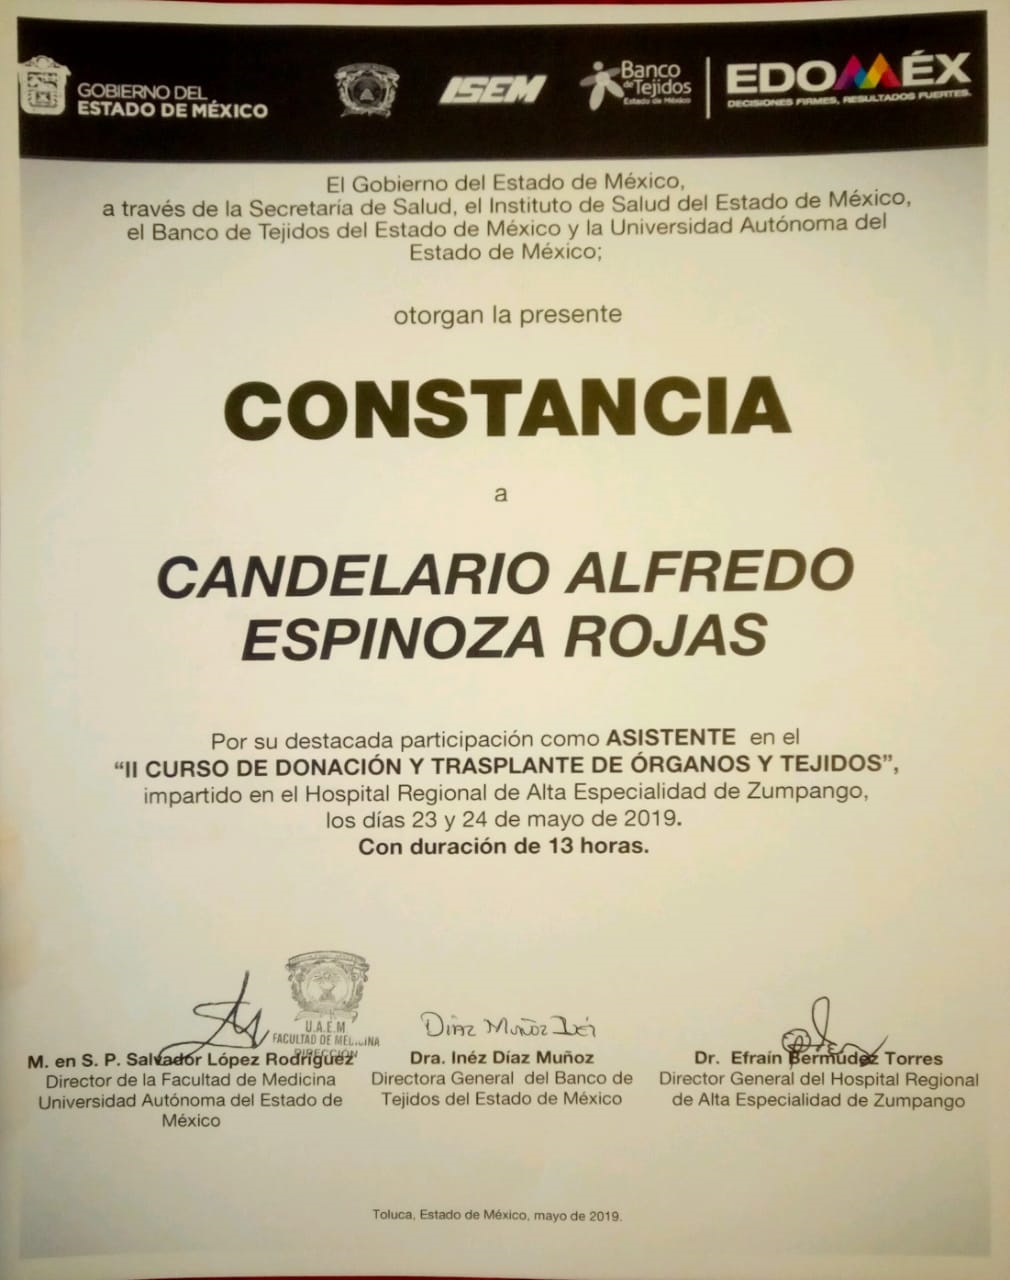 GOBIERNO DEL
ESTADO DE MÉXICO
ISEM
Banco
de Tejidos
Estado de México
EDOMÉX
DECISIONES FIRMES, RESULTADOS FUERTES.
El Gobierno del Estado de México,
a través de la Secretaría de Salud, el Instituto de Salud del Estado de México,
el Banco de Tejidos del Estado de México y la Universidad Autónoma del
Estado de México;
otorgan la presente
CONSTANCIA
a
CANDELARIO ALFREDO
ESPINOZA ROJAS
Por su destacada participación como ASISTENTE en el
“II CURSO DE DONACIÓN Y TRASPLANTE DE ÓRGANOS Y TEJIDOS”,
impartido en el Hospital Regional de Alta Especialidad de Zumpango,
los días 23 y 24 de mayo de 2019.
Con duración de 13 horas.
U.A.E.M
FACULTAD DE MEDICINA
DIRECCIÓN
Díaz Muñoz Inéz
M. en S. P. Salvador López Rodríguez
Director de la Facultad de Medicina
Universidad Autónoma del Estado de
México
Dra. Inéz Díaz Muñoz
Directora General del Banco de
Tejidos del Estado de México
Dr. Efraín Bermúdez Torres
Director General del Hospital Regional
de Alta Especialidad de Zumpango
Toluca, Estado de México, mayo de 2019.